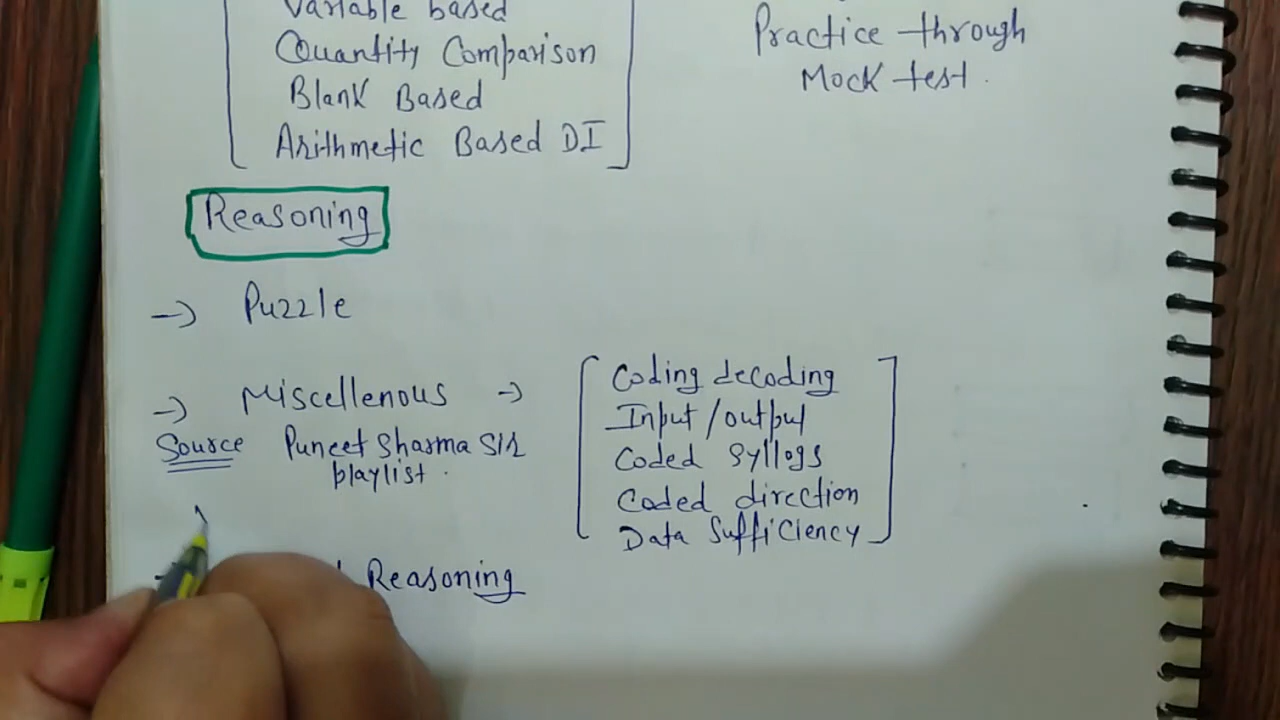 Variable based
Quantity Comparison
Blank Based
Arithmetic Based DI
Practice through
Mock test.
Reasoning
→ Puzzle
→ Miscellenous →
Source Puneet Sharma Sir
playlist.
Coding decoding
Input/output
Coded Syllogs
Coded direction
Data Sufficiency
Reasoning